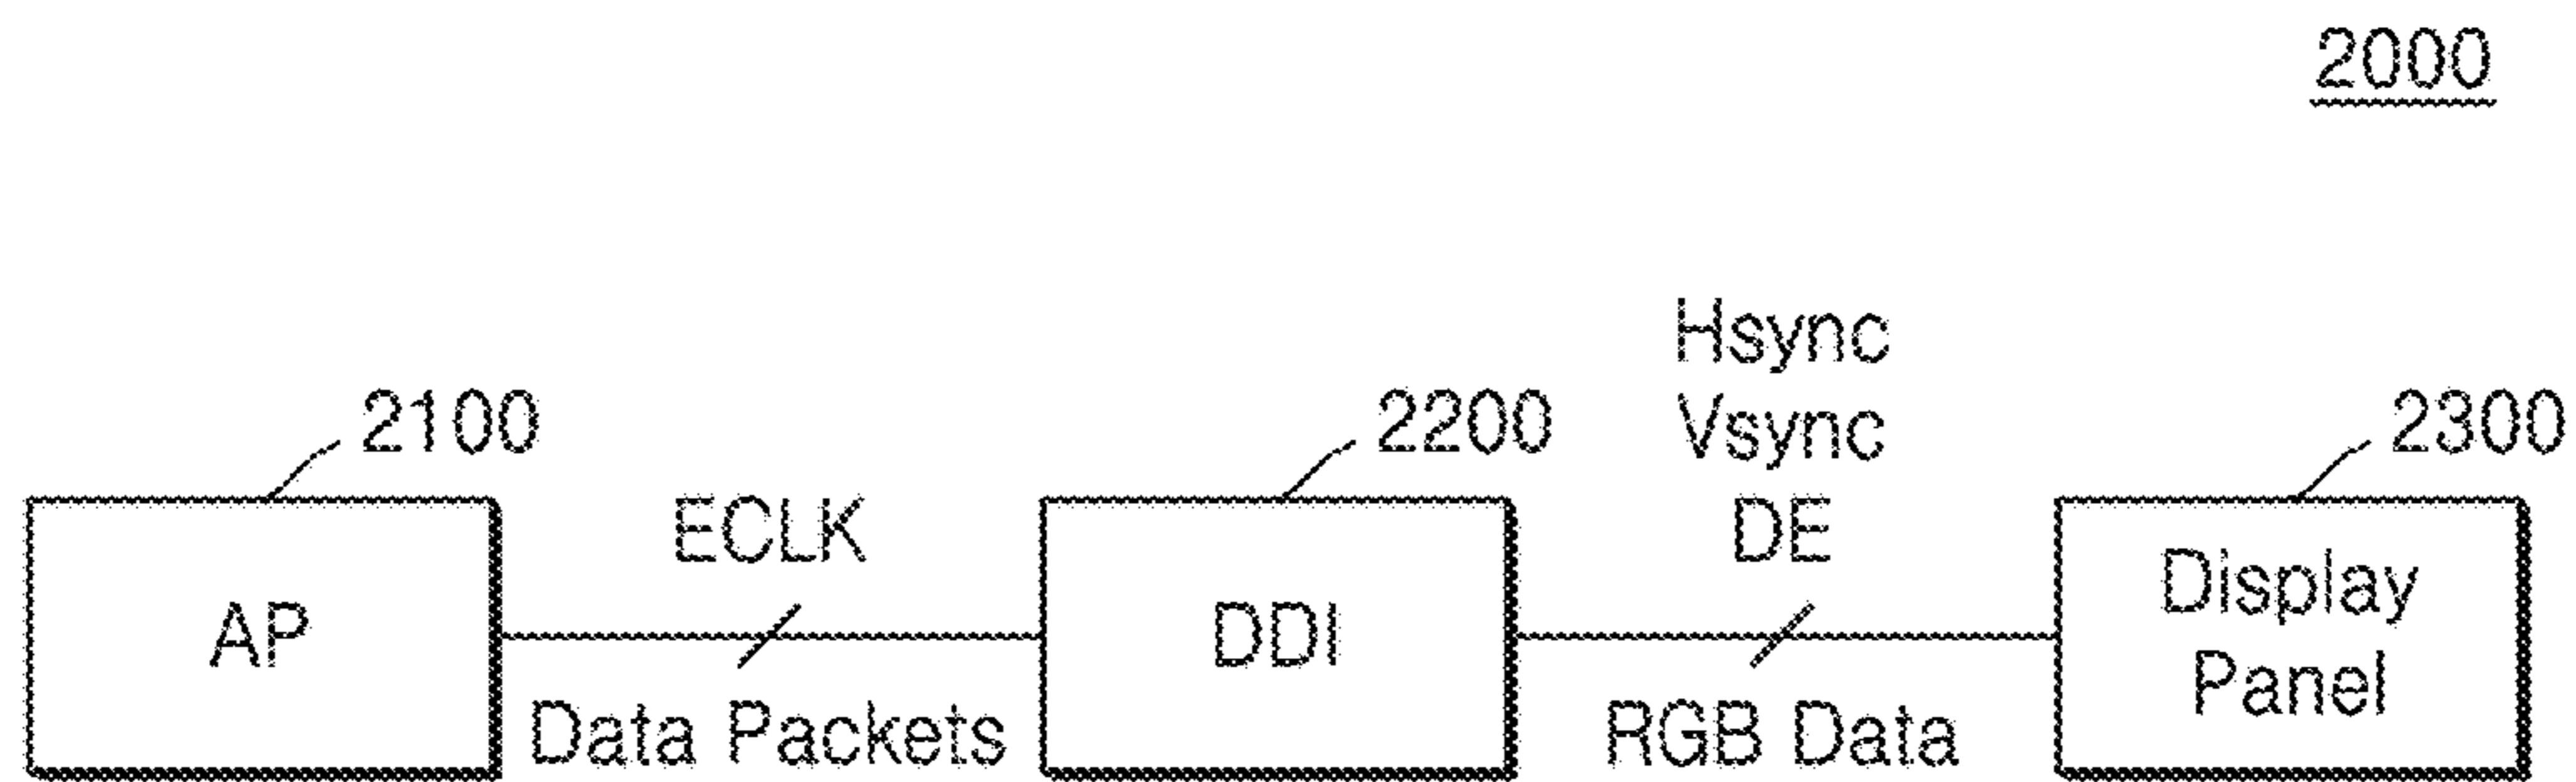 2000
2100
ECLK
AP
Data Packets
2200
DDI
Hsync
Vsync
DE
RGB Data
2300
Display
Panel